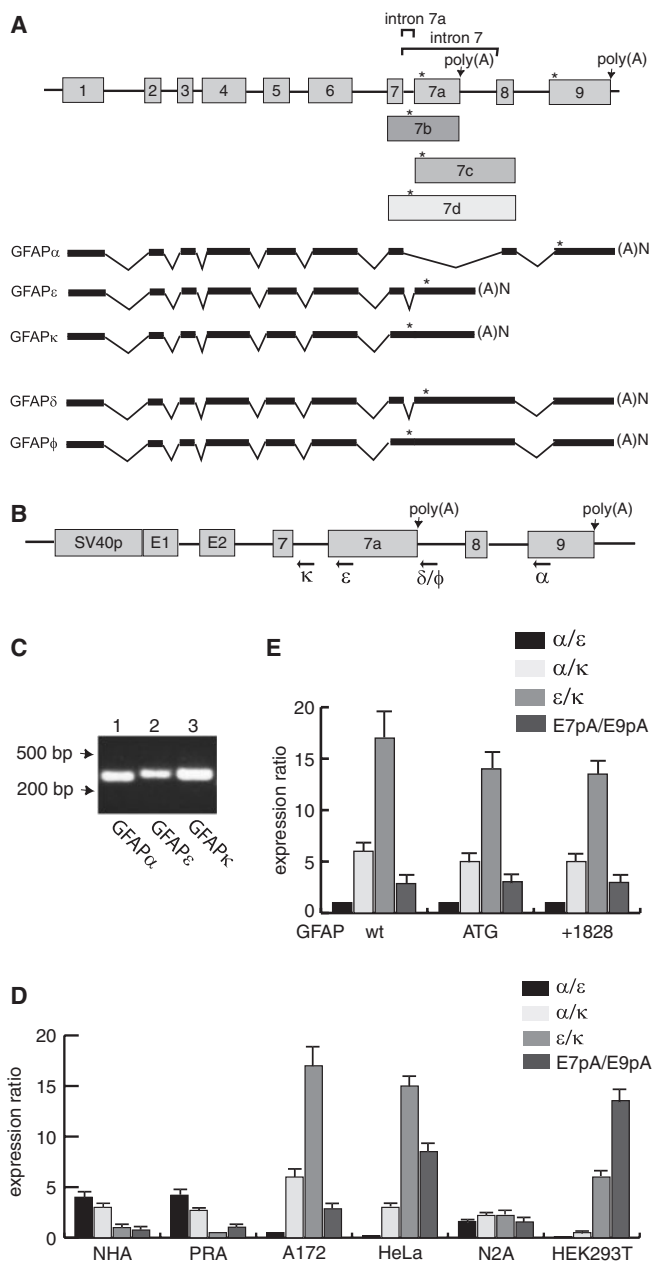 A
intron 7a
intron 7
poly(A)
poly(A)
1 2 3 4 5 6 7 * 7a 8 * 9
* 7b
* 7c
* 7d
GFAPα * (A)N
GFAPε * (A)N
GFAPκ * (A)N
GFAPδ * (A)N
GFAPϕ * (A)N
B
poly(A) poly(A)
SV40p E1 E2 7 7a 8 9
κ ε δ/ϕ α
C
1 2 3
500 bp
200 bp
GFAPα GFAPε GFAPκ
E
α/ε
α/κ
ε/κ
E7pA/E9pA
expression ratio
20
15
10
5
0
GFAP wt ATG +1828
D
α/ε
α/κ
ε/κ
E7pA/E9pA
expression ratio
20
15
10
5
0
NHA PRA A172 HeLa N2A HEK293T